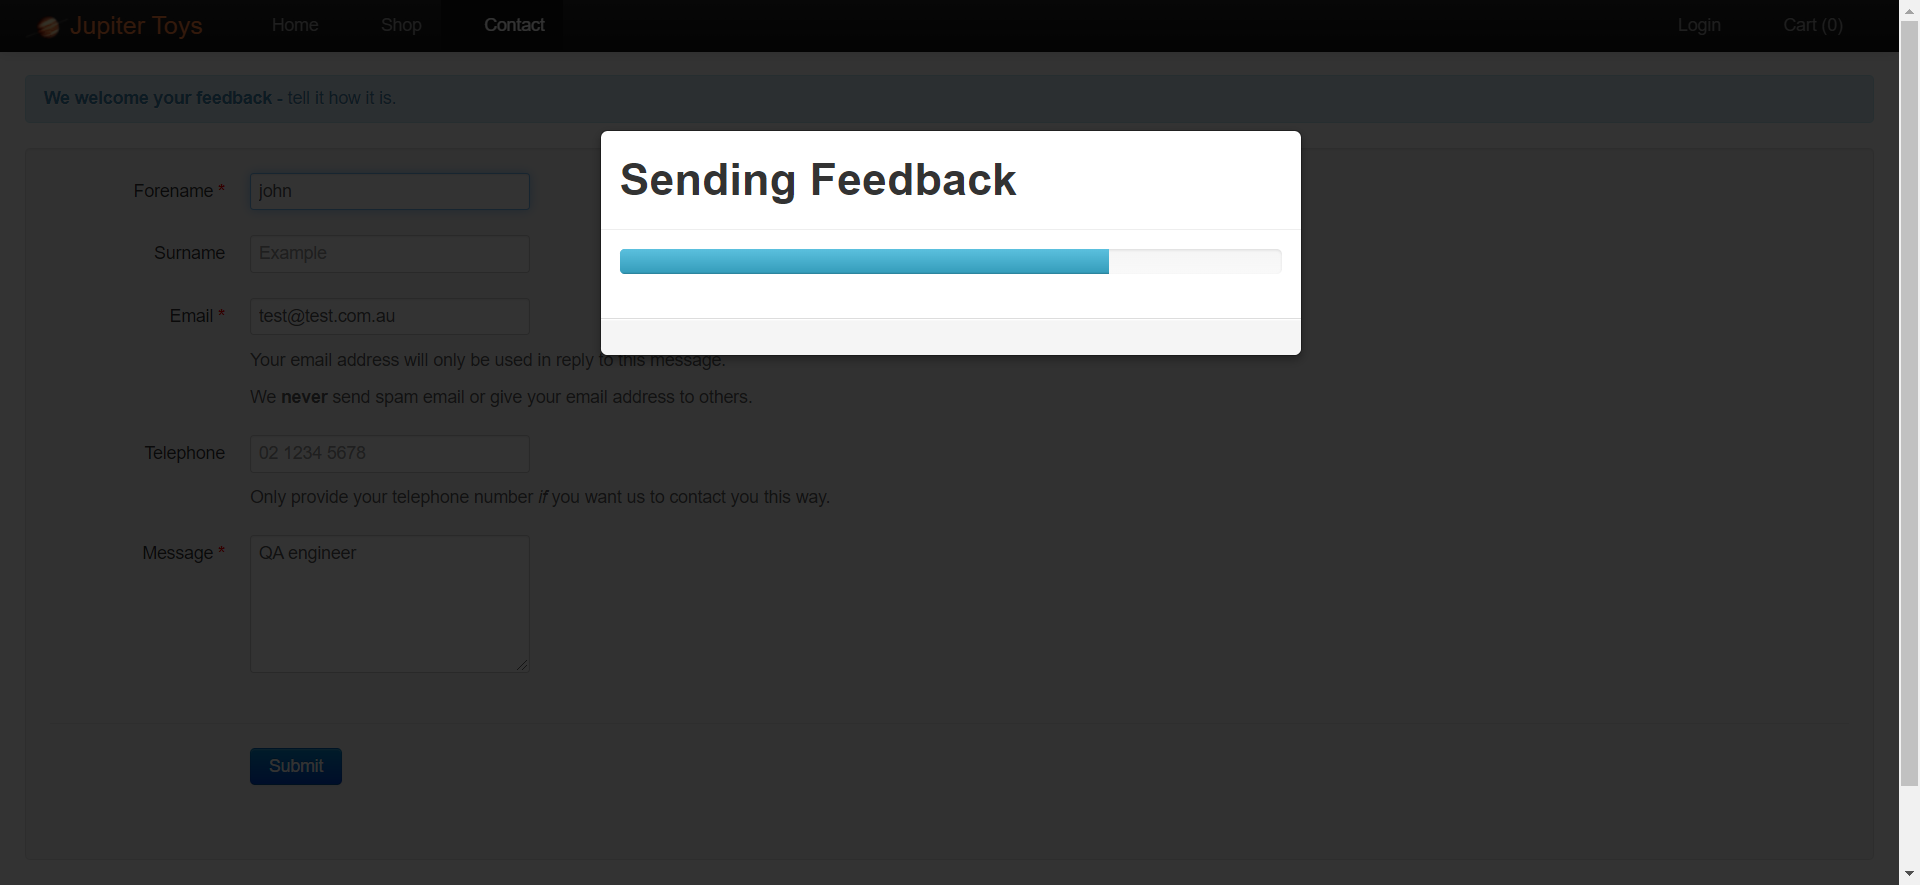 Jupiter Toys Home Shop Contact Login Cart (0)
We welcome your feedback - tell it how it is.
Sending Feedback
Forename * john
Surname Example
Email * test@test.com.au
Your email address will only be used in reply to this message.
We never send spam email or give your email address to others.
Telephone 02 1234 5678
Only provide your telephone number if you want us to contact you this way.
Message * QA engineer
Submit